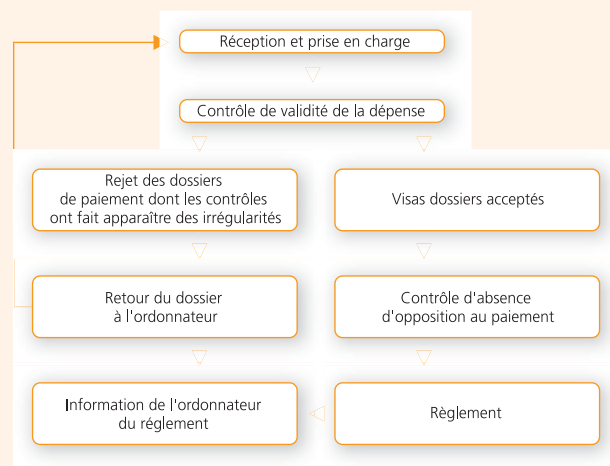 Réception et prise en charge
Contrôle de validité de la dépense
Rejet des dossiers
de paiement dont les contrôles
ont fait apparaître des irrégularités
Visas dossiers acceptés
Retour du dossier
à l'ordonnateur
Contrôle d'absence
d'opposition au paiement
Information de l'ordonnateur
du réglement
Règlement